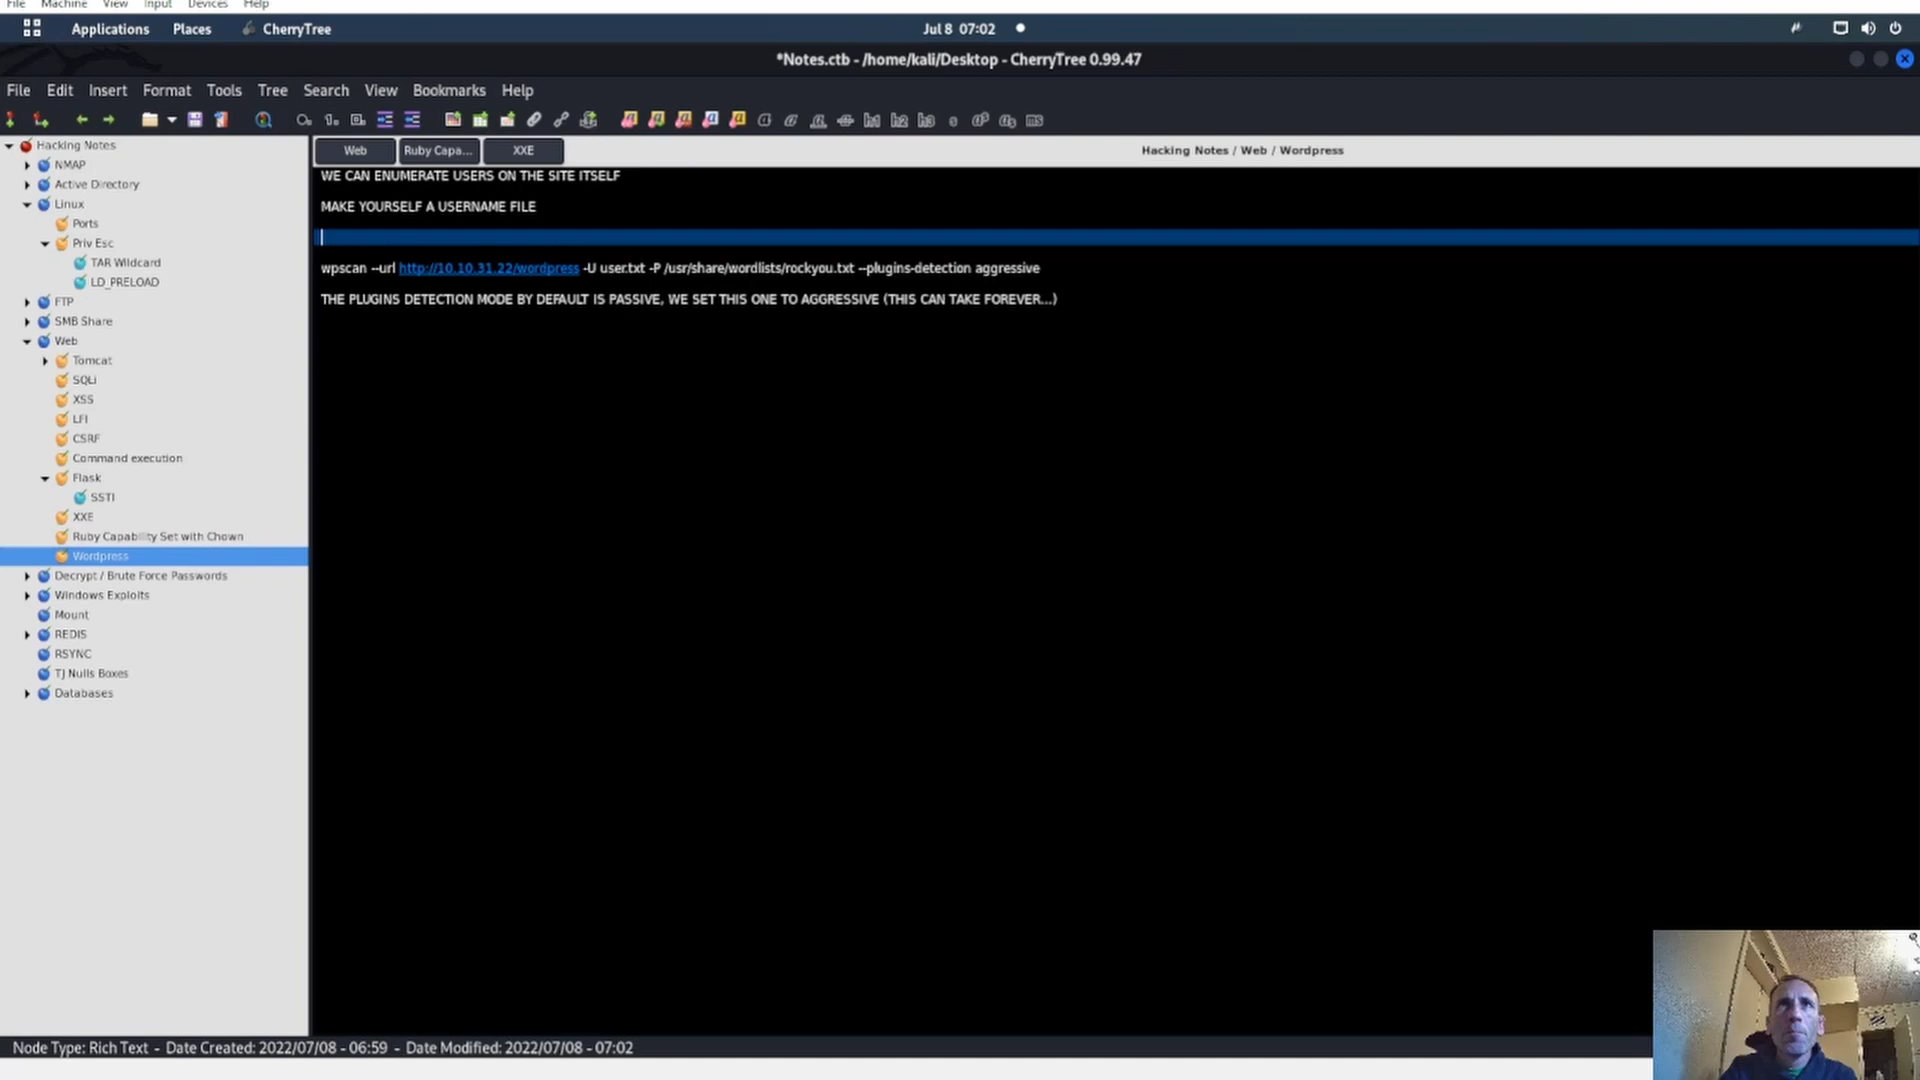 File Machine View Input Devices Help
Applications Places CherryTree Jul 8 07:02
*Notes.ctb - /home/kali/Desktop - CherryTree 0.99.47
File Edit Insert Format Tools Tree Search View Bookmarks Help
Hacking Notes
NMAP
Active Directory
Linux
Ports
Priv Esc
TAR Wildcard
LD_PRELOAD
FTP
SMB Share
Web
Tomcat
SQLi
XSS
LFI
CSRF
Command execution
Flask
SSTI
XXE
Ruby Capability Set with Chown
Wordpress
Decrypt / Brute Force Passwords
Windows Exploits
Mount
REDIS
RSYNC
TJ Nulls Boxes
Databases
Web Ruby Capa... XXE Hacking Notes / Web / Wordpress
WE CAN ENUMERATE USERS ON THE SITE ITSELF
MAKE YOURSELF A USERNAME FILE
wpscan --url http://10.10.31.22/wordpress -U user.txt -P /usr/share/wordlists/rockyou.txt --plugins-detection aggressive
THE PLUGINS DETECTION MODE BY DEFAULT IS PASSIVE, WE SET THIS ONE TO AGGRESSIVE (THIS CAN TAKE FOREVER...)
Node Type: Rich Text - Date Created: 2022/07/08 - 06:59 - Date Modified: 2022/07/08 - 07:02